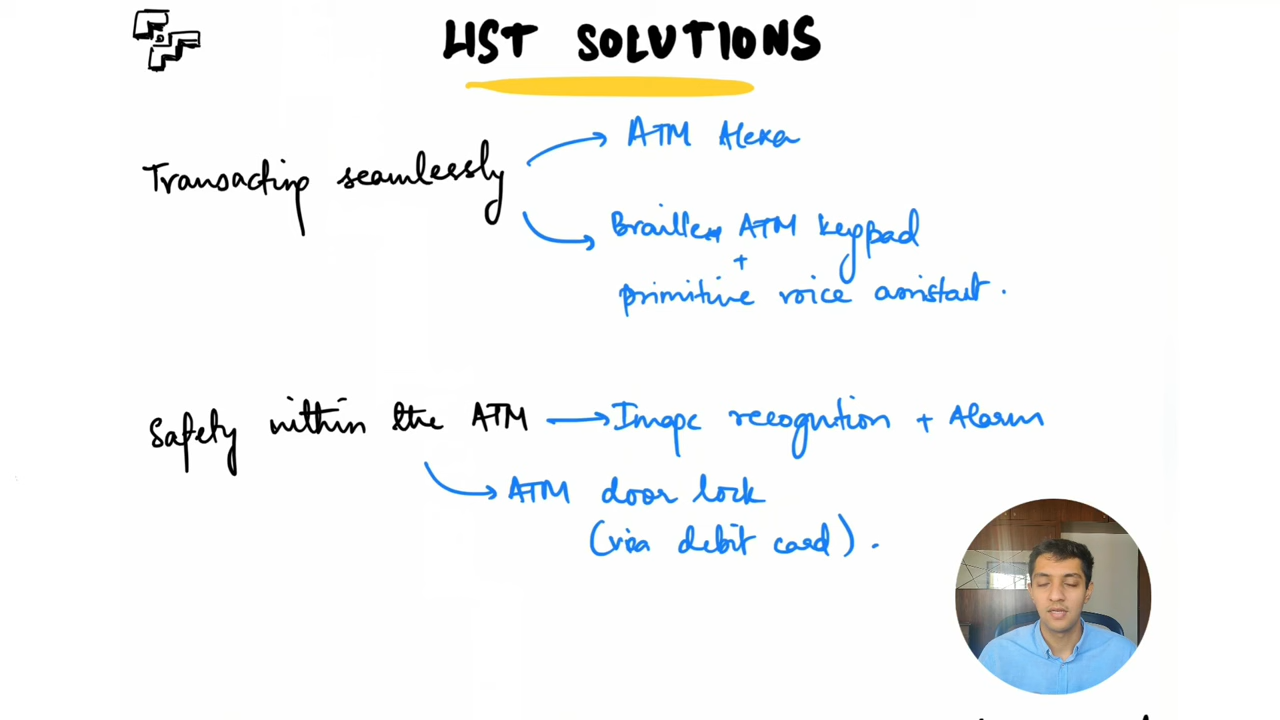 LIST SOLUTIONS
Transacting seamlessly
ATM Alexa
Braille ATM keypad
+
primitive voice assistant.
Safety within the ATM
Image recognition + Alarm
ATM door lock
(via debit card).